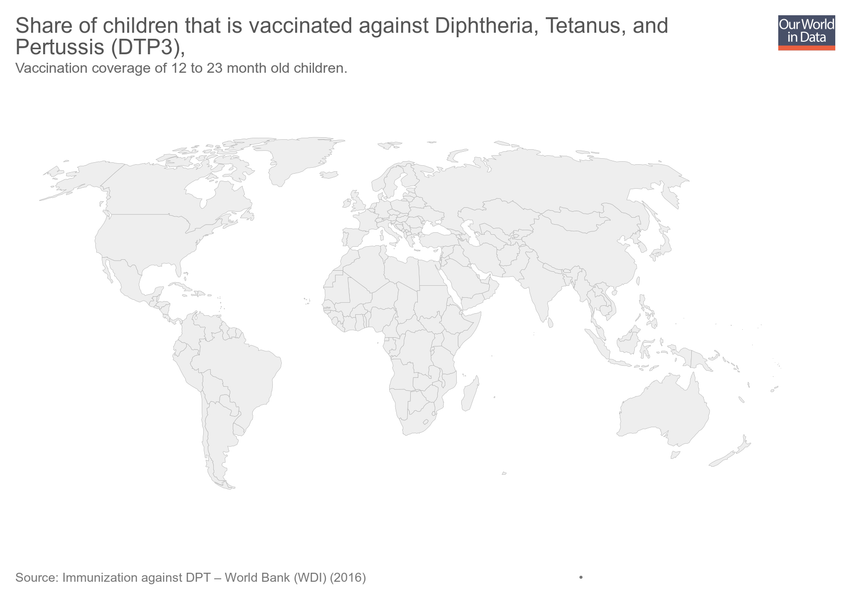 Share of children that is vaccinated against Diphtheria, Tetanus, and
Pertussis (DTP3),
Vaccination coverage of 12 to 23 month old children.
Our World
in Data
Source: Immunization against DPT – World Bank (WDI) (2016)
•